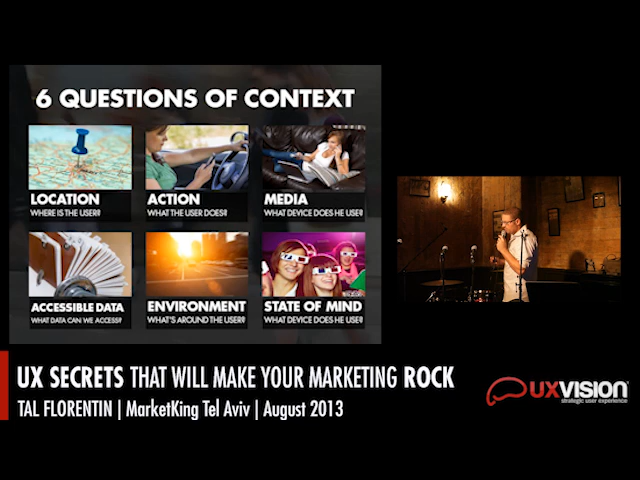 6 QUESTIONS OF CONTEXT
LOCATION
WHERE IS THE USER?
ACTION
WHAT THE USER DOES?
MEDIA
WHAT DEVICE DOES HE USE?
ACCESSIBLE DATA
WHAT DATA CAN WE ACCESS?
ENVIRONMENT
WHAT'S AROUND THE USER?
STATE OF MIND
WHAT DEVICE DOES HE USE?
UX SECRETS THAT WILL MAKE YOUR MARKETING ROCK
TAL FLORENTIN | MarketKing Tel Aviv | August 2013
UXVISION
strategic user experience